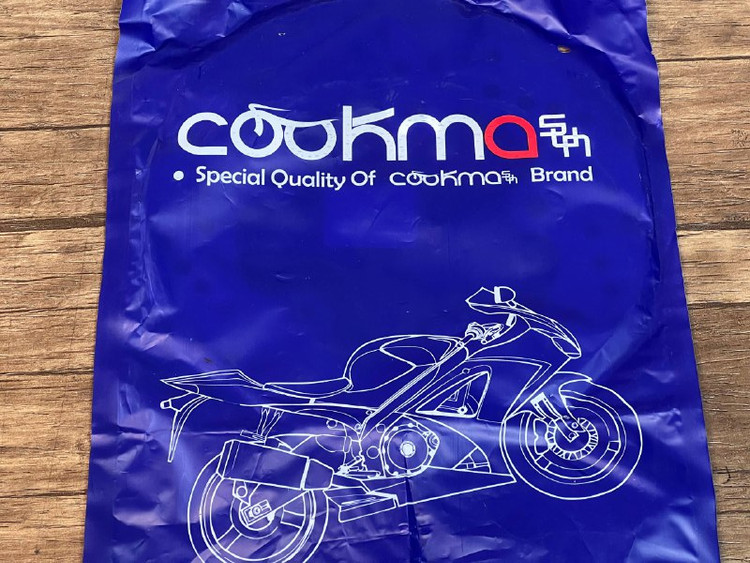 cookma
• Special Quality Of cookma Brand